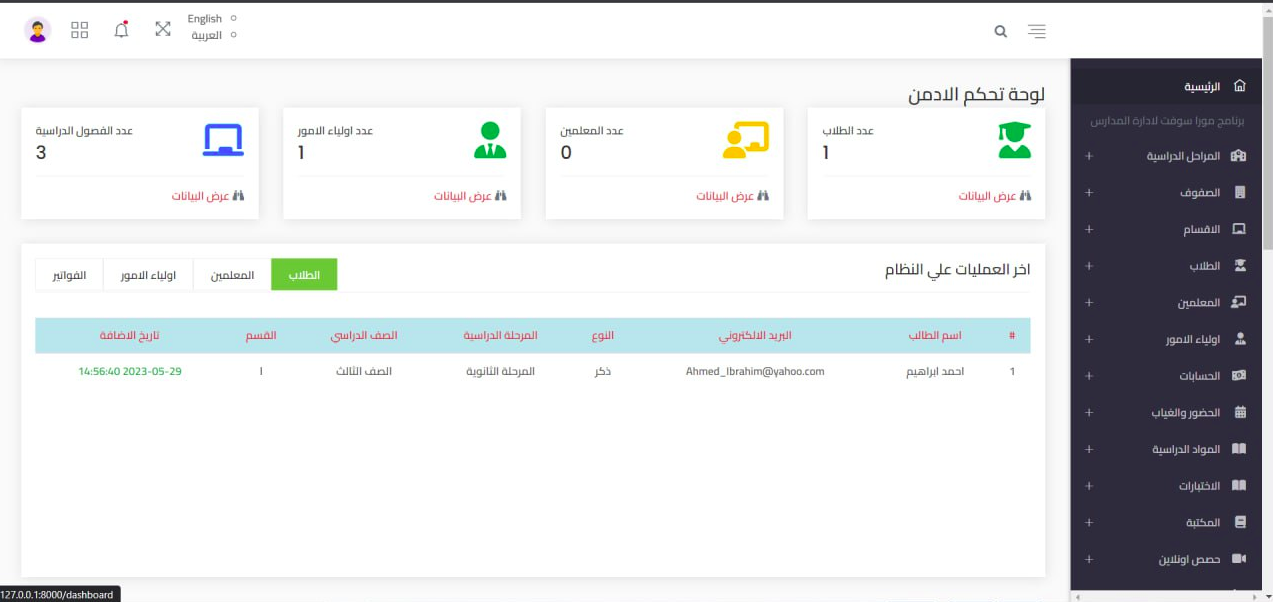 English
العربية
الرئيسية
برنامج مورا سوفت لادارة المدارس
المراحل الدراسية
الصفوف
الاقسام
الطلاب
المعلمين
اولياء الامور
الحسابات
الحضور والغياب
المواد الدراسية
الاختبارات
المكتبة
حصص اونلاين
لوحة تحكم الادمن
عدد الطلاب
1
عرض البيانات
عدد المعلمين
0
عرض البيانات
عدد اولياء الامور
1
عرض البيانات
عدد الفصول الدراسية
3
عرض البيانات
اخر العمليات علي النظام
الطلاب المعلمين اولياء الامور الفواتير
# اسم الطالب البريد الالكتروني النوع المرحلة الدراسية الصف الدراسي القسم تاريخ الاضافة
1 احمد ابراهيم Ahmed_Ibrahim@yahoo.com ذكر المرحلة الثانوية الصف الثالث ا 2023-05-29 14:56:40
127.0.0.1:8000/dashboard